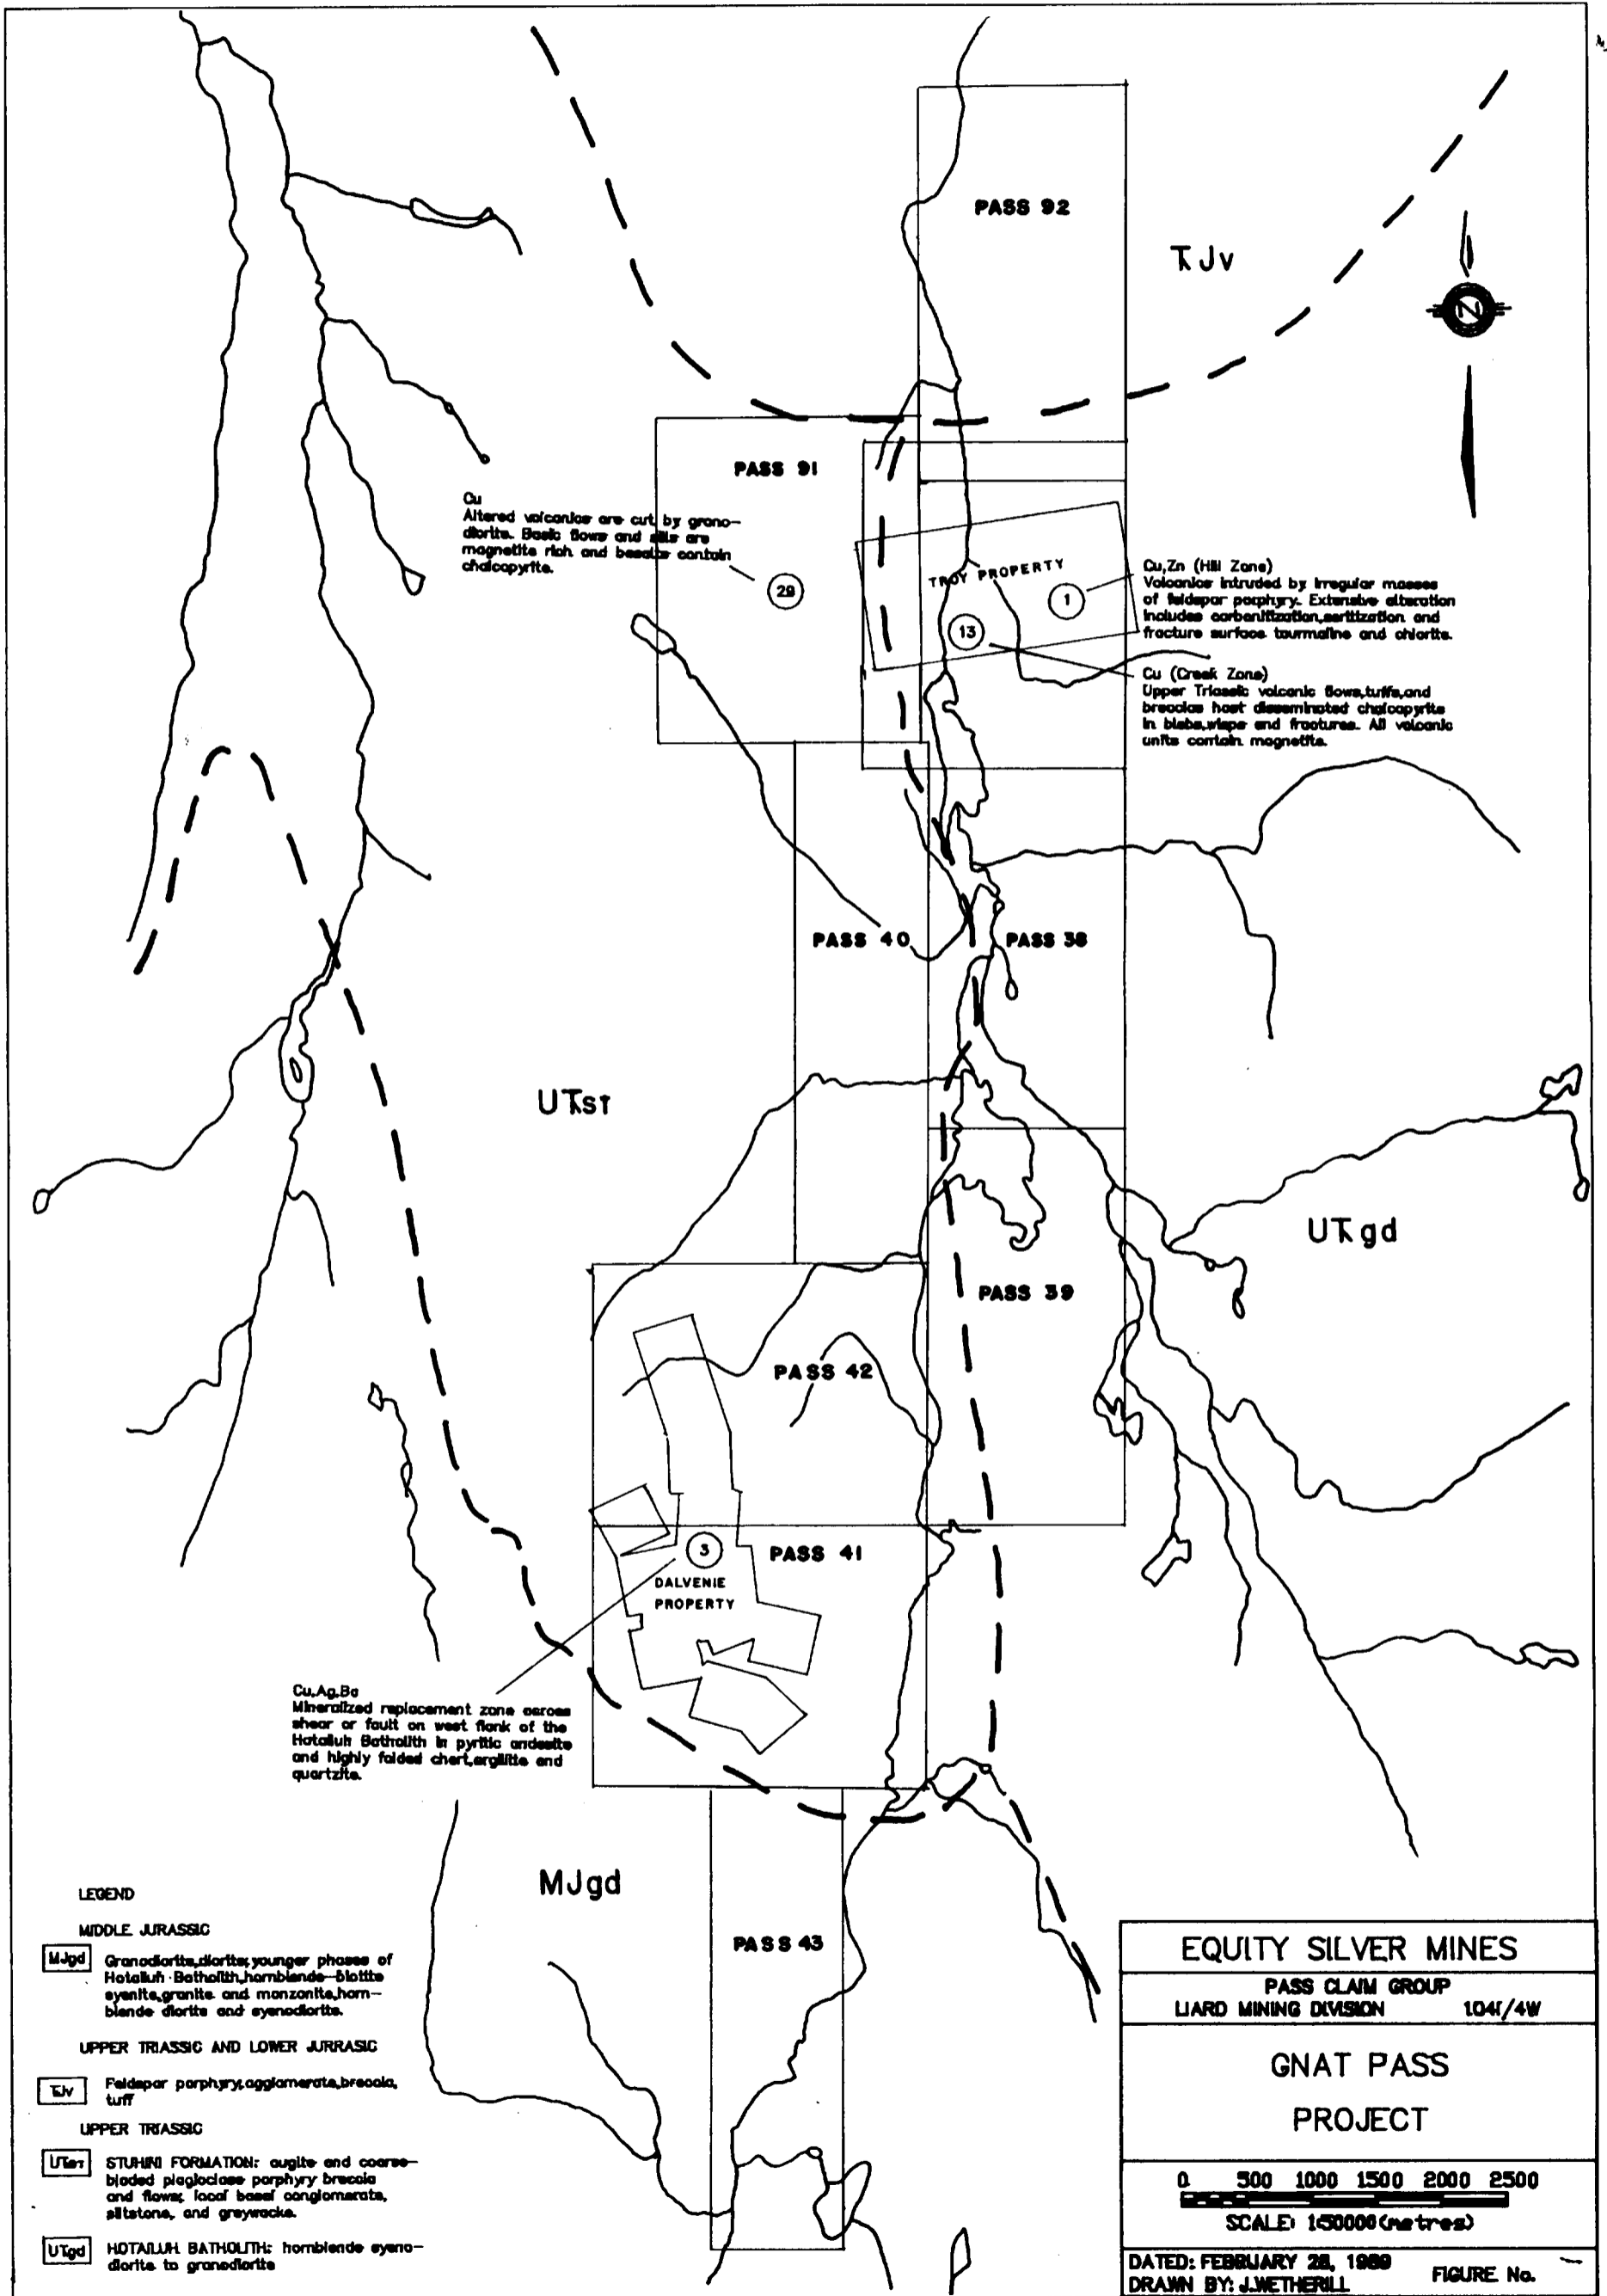 PASS 92
TJv
N
PASS 91
Cu
Altered volcanics are cut by grano-
diorite. Basic flows and sills are
magnetite rich and basalts contain
chalcopyrite.
29
TROY PROPERTY
1
13
Cu,Zn (Hill Zone)
Volcanics intruded by irregular masses
of feldspar porphyry. Extensive alteration
includes carbonitization,seritization and
fracture surface tourmaline and chlorite.
Cu (Creek Zone)
Upper Triassic volcanic flows,tuffs,and
breccias host disseminated chalcopyrite
in blebs,wisps and fractures. All volcanic
units contain magnetite.
PASS 40
PASS 38
UTst
UTgd
PASS 39
PASS 42
3
PASS 41
DALVENIE
PROPERTY
Cu,Ag,Ba
Mineralized replacement zone across
shear or fault on west flank of the
Hotailuh Batholith in pyritic andesite
and highly folded chert,argillite and
quartzite.
MJgd
PASS 43
LEGEND
MIDDLE JURASSIC
MJgd
Granodiorite,diorite; younger phases of
Hotailuh Batholith,hornblende-biotite
syenite,granite and monzonite,horn-
blende diorite and syenodiorite.
UPPER TRIASSIC AND LOWER JURRASIC
TJv
Feldspar porphyry,agglomerate,breccia,
tuff
UPPER TRIASSIC
UTst
STUHINI FORMATION: augite and coarse-
bladed plagioclase porphyry breccia
and flows; local basal conglomerate,
siltstone, and greywacke.
UTgd
HOTAILUH BATHOLITH: hornblende syeno-
diorite to granodiorite
EQUITY SILVER MINES
PASS CLAIM GROUP
LIARD MINING DIVISION 104I/4W
GNAT PASS
PROJECT
0 500 1000 1500 2000 2500
SCALE: 1:50000 (metres)
DATED: FEBRUARY 28, 1989
DRAWN BY: J.WETHERILL
FIGURE No.